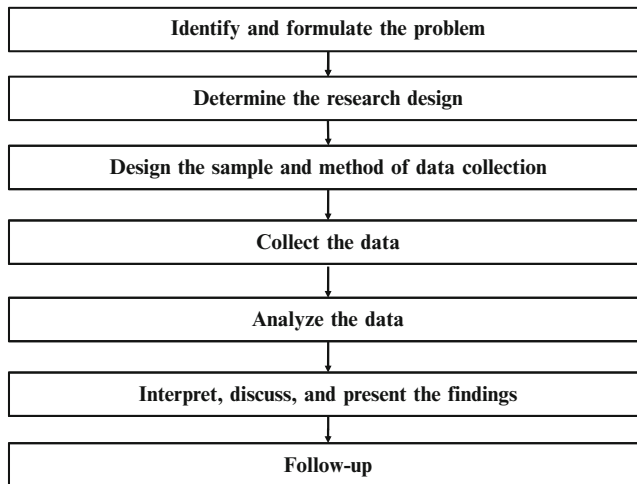 Identify and formulate the problem
Determine the research design
Design the sample and method of data collection
Collect the data
Analyze the data
Interpret, discuss, and present the findings
Follow-up